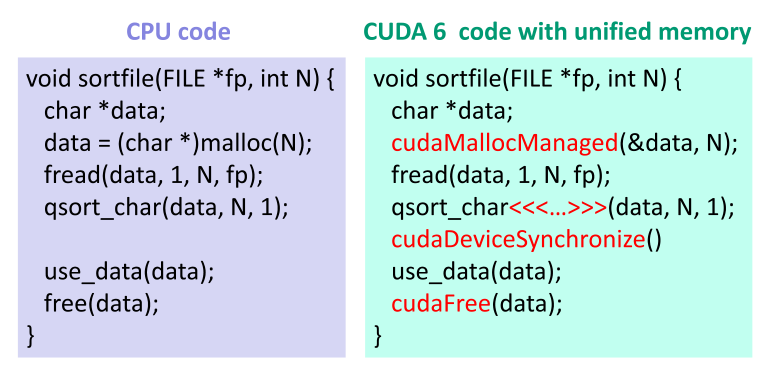 CPU code
void sortfile(FILE *fp, int N) {
char *data;
data = (char *)malloc(N);
fread(data, 1, N, fp);
qsort_char(data, N, 1);
use_data(data);
free(data);
}
CUDA 6 code with unified memory
void sortfile(FILE *fp, int N) {
char *data;
cudaMallocManaged(&data, N);
fread(data, 1, N, fp);
qsort_char<<<...>>>(data, N, 1);
cudaDeviceSynchronize()
use_data(data);
cudaFree(data);
}